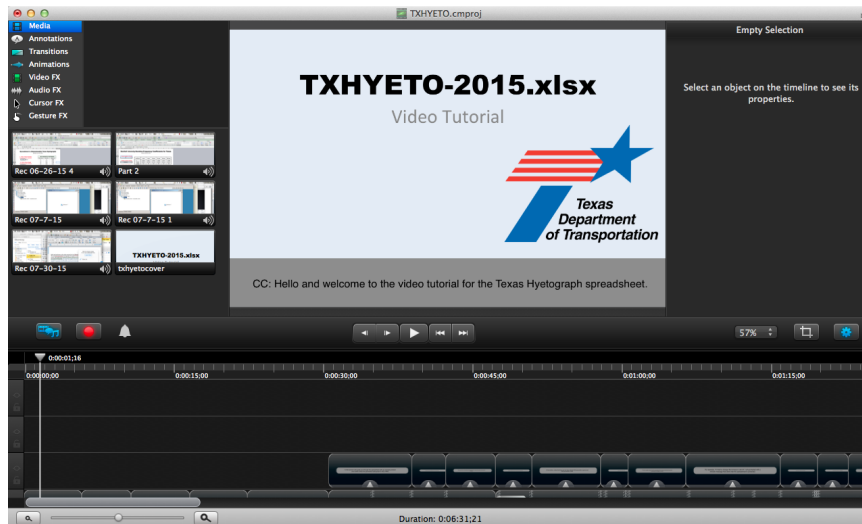 TXHYETO.cmproj
Media
Annotations
Transitions
Animations
Video FX
Audio FX
Cursor FX
Gesture FX
Rec 06-26-15 4
Part 2
Rec 07-7-15
Rec 07-7-15 1
TXHYETO-2015.xlsx
Rec 07-30-15
txhyetocover
TXHYETO-2015.xlsx
Video Tutorial
Texas
Department
of Transportation
CC: Hello and welcome to the video tutorial for the Texas Hyetograph spreadsheet.
Empty Selection
Select an object on the timeline to see its
properties.
57%
0:00:01;16
0:00:00;00
0:00:15;00
0:00:30;00
0:00:45;00
0:01:00;00
0:01:15;00
Duration: 0:06:31;21